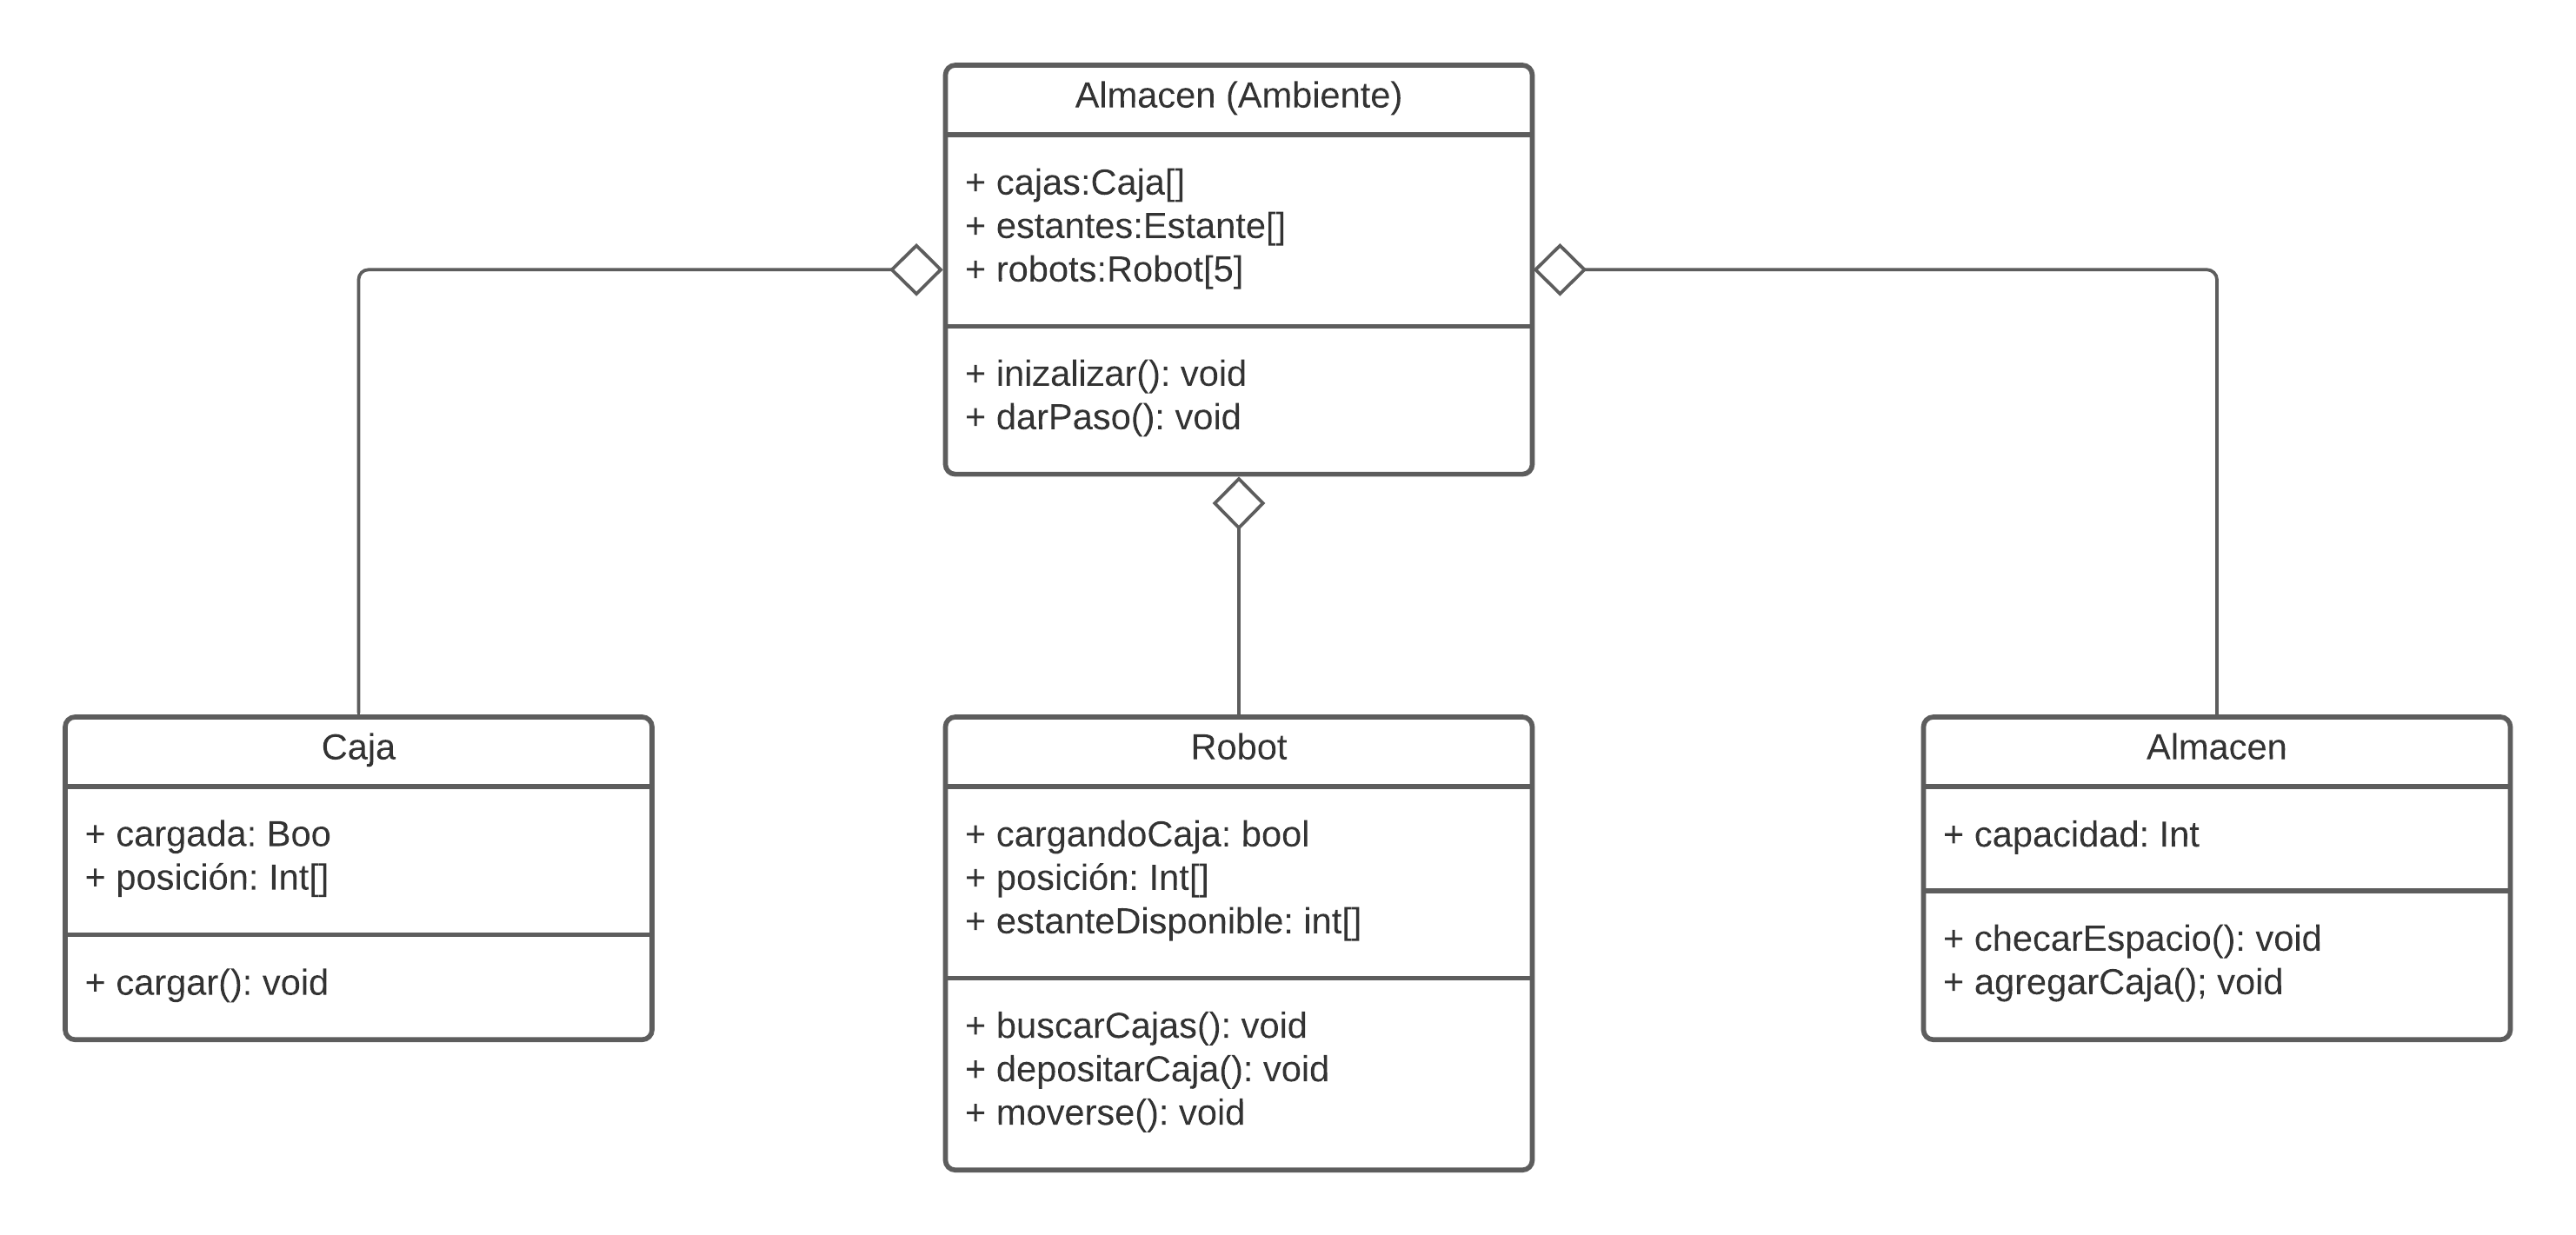 Almacen (Ambiente)
+ cajas:Caja[]
+ estantes:Estante[]
+ robots:Robot[5]
+ inizalizar(): void
+ darPaso(): void
Caja
+ cargada: Boo
+ posición: Int[]
+ cargar(): void
Robot
+ cargandoCaja: bool
+ posición: Int[]
+ estanteDisponible: int[]
+ buscarCajas(): void
+ depositarCaja(): void
+ moverse(): void
Almacen
+ capacidad: Int
+ checarEspacio(): void
+ agregarCaja(); void